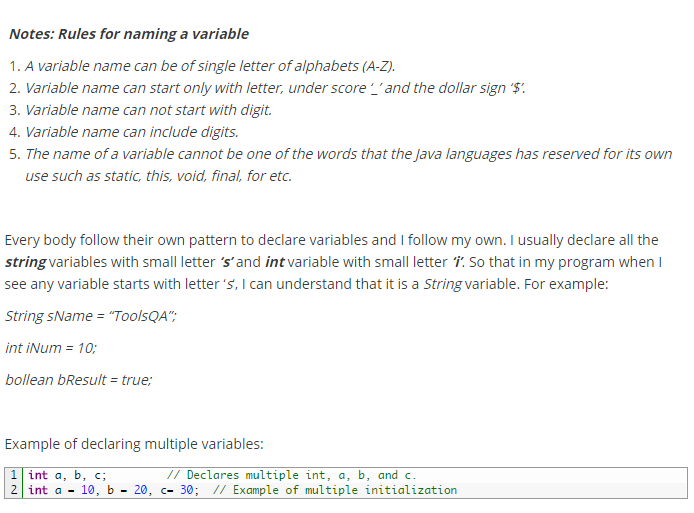 Notes: Rules for naming a variable
1. A variable name can be of single letter of alphabets (A-Z).
2. Variable name can start only with letter, under score ‘_’ and the dollar sign ‘$’.
3. Variable name can not start with digit.
4. Variable name can include digits.
5. The name of a variable cannot be one of the words that the Java languages has reserved for its own
use such as static, this, void, final, for etc.
Every body follow their own pattern to declare variables and I follow my own. I usually declare all the
string variables with small letter ‘s’ and int variable with small letter ‘i’. So that in my program when I
see any variable starts with letter ‘s‘, I can understand that it is a String variable. For example:
String sName = “ToolsQA”;
int iNum = 10;
bollean bResult = true;
Example of declaring multiple variables:
1 int a, b, c; // Declares multiple int, a, b, and c.
2 int a - 10, b - 20, c- 30; // Example of multiple initialization